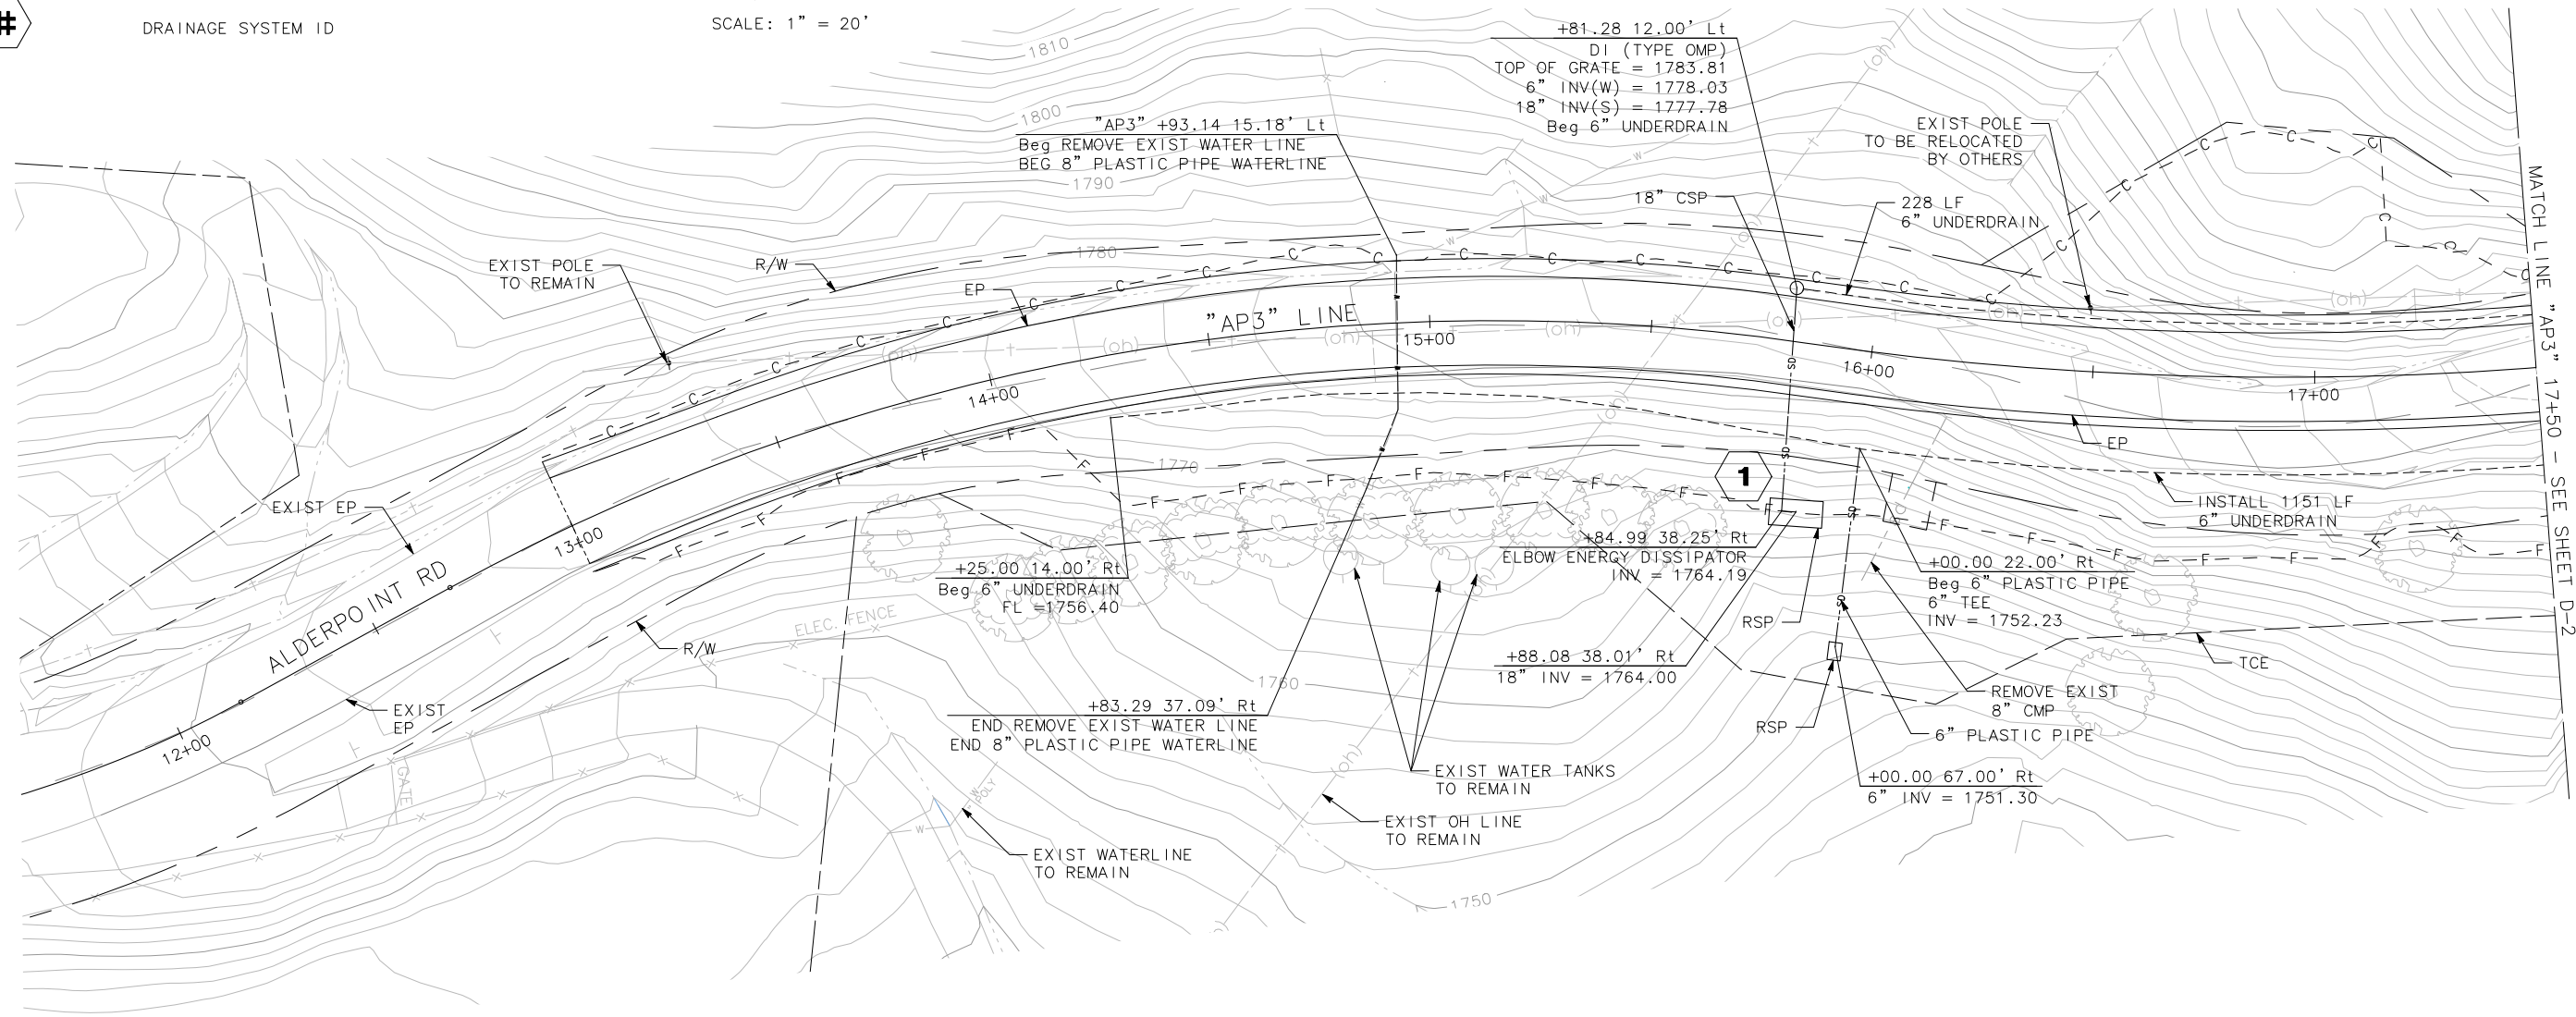 #
DRAINAGE SYSTEM ID
SCALE: 1" = 20'
1810
1800
1790
1780
1770
1760
1750
+81.28 12.00' Lt
DI (TYPE OMP)
TOP OF GRATE = 1783.81
6" INV(W) = 1778.03
18" INV(S) = 1777.78
Beg 6" UNDERDRAIN
"AP3" +93.14 15.18' Lt
Beg REMOVE EXIST WATER LINE
BEG 8" PLASTIC PIPE WATERLINE
EXIST POLE
TO BE RELOCATED
BY OTHERS
18" CSP
228 LF
6" UNDERDRAIN
EXIST POLE
TO REMAIN
R/W
EP
"AP3" LINE
12+00
13+00
14+00
15+00
16+00
17+00
EP
MATCH LINE "AP3" 17+50 - SEE SHEET D-2
EXIST EP
ALDERPOINT RD
EXIST
EP
R/W
ELEC. FENCE
GATE
1
INSTALL 1151 LF
6" UNDERDRAIN
+84.99 38.25' Rt
ELBOW ENERGY DISSIPATOR
INV = 1764.19
+25.00 14.00' Rt
Beg 6" UNDERDRAIN
FL =1756.40
+00.00 22.00' Rt
Beg 6" PLASTIC PIPE
6" TEE
INV = 1752.23
RSP
+88.08 38.01' Rt
18" INV = 1764.00
TCE
+83.29 37.09' Rt
END REMOVE EXIST WATER LINE
END 8" PLASTIC PIPE WATERLINE
REMOVE EXIST
8" CMP
RSP
6" PLASTIC PIPE
EXIST WATER TANKS
TO REMAIN
+00.00 67.00' Rt
6" INV = 1751.30
EXIST OH LINE
TO REMAIN
EXIST WATERLINE
TO REMAIN
W
POLY
C
F
SD
(oh)